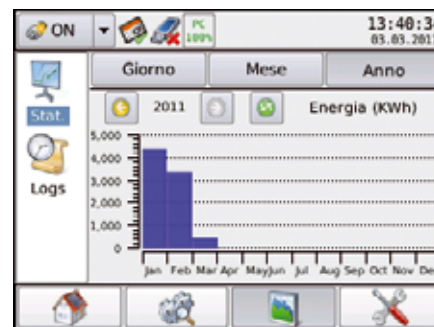 ON
PC
100%
13:40:3
03.03.201
Giorno Mese Anno
Stat.
2011
Energia (KWh)
Logs
5,000
4,000
3,000
2,000
1,000
0
Jan Feb Mar Apr May Jun Jul Aug Sep Oct Nov De